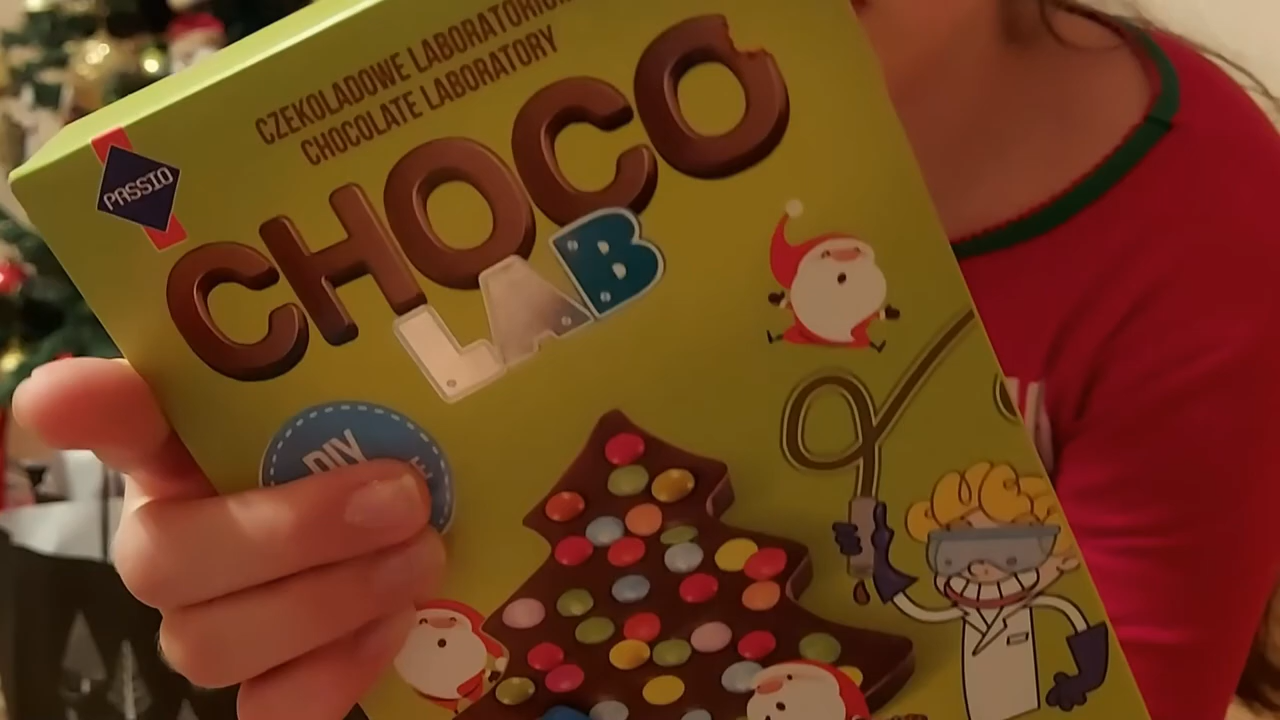 CZEKOLADOWE LABORATORIUM
CHOCOLATE LABORATORY
PASSIO
CHOCO
LAB
DIY